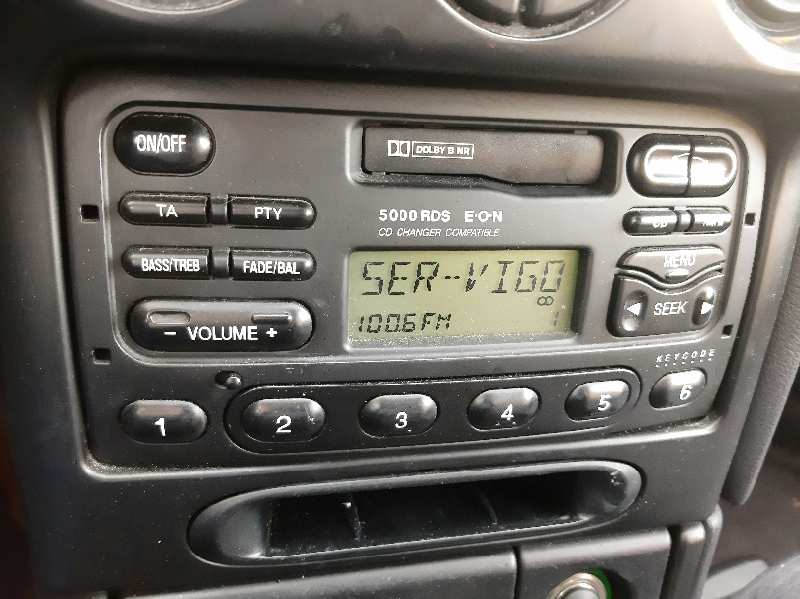 ON/OFF
DOLBY B NR
TA
PTY
5000 RDS E·O·N
CD CHANGER COMPATIBLE
BASS/TREB
FADE/BAL
MENU
SER-VIGO
100.6 FM 1
- VOLUME +
SEEK
KEYCODE
1 2 3 4 5 6